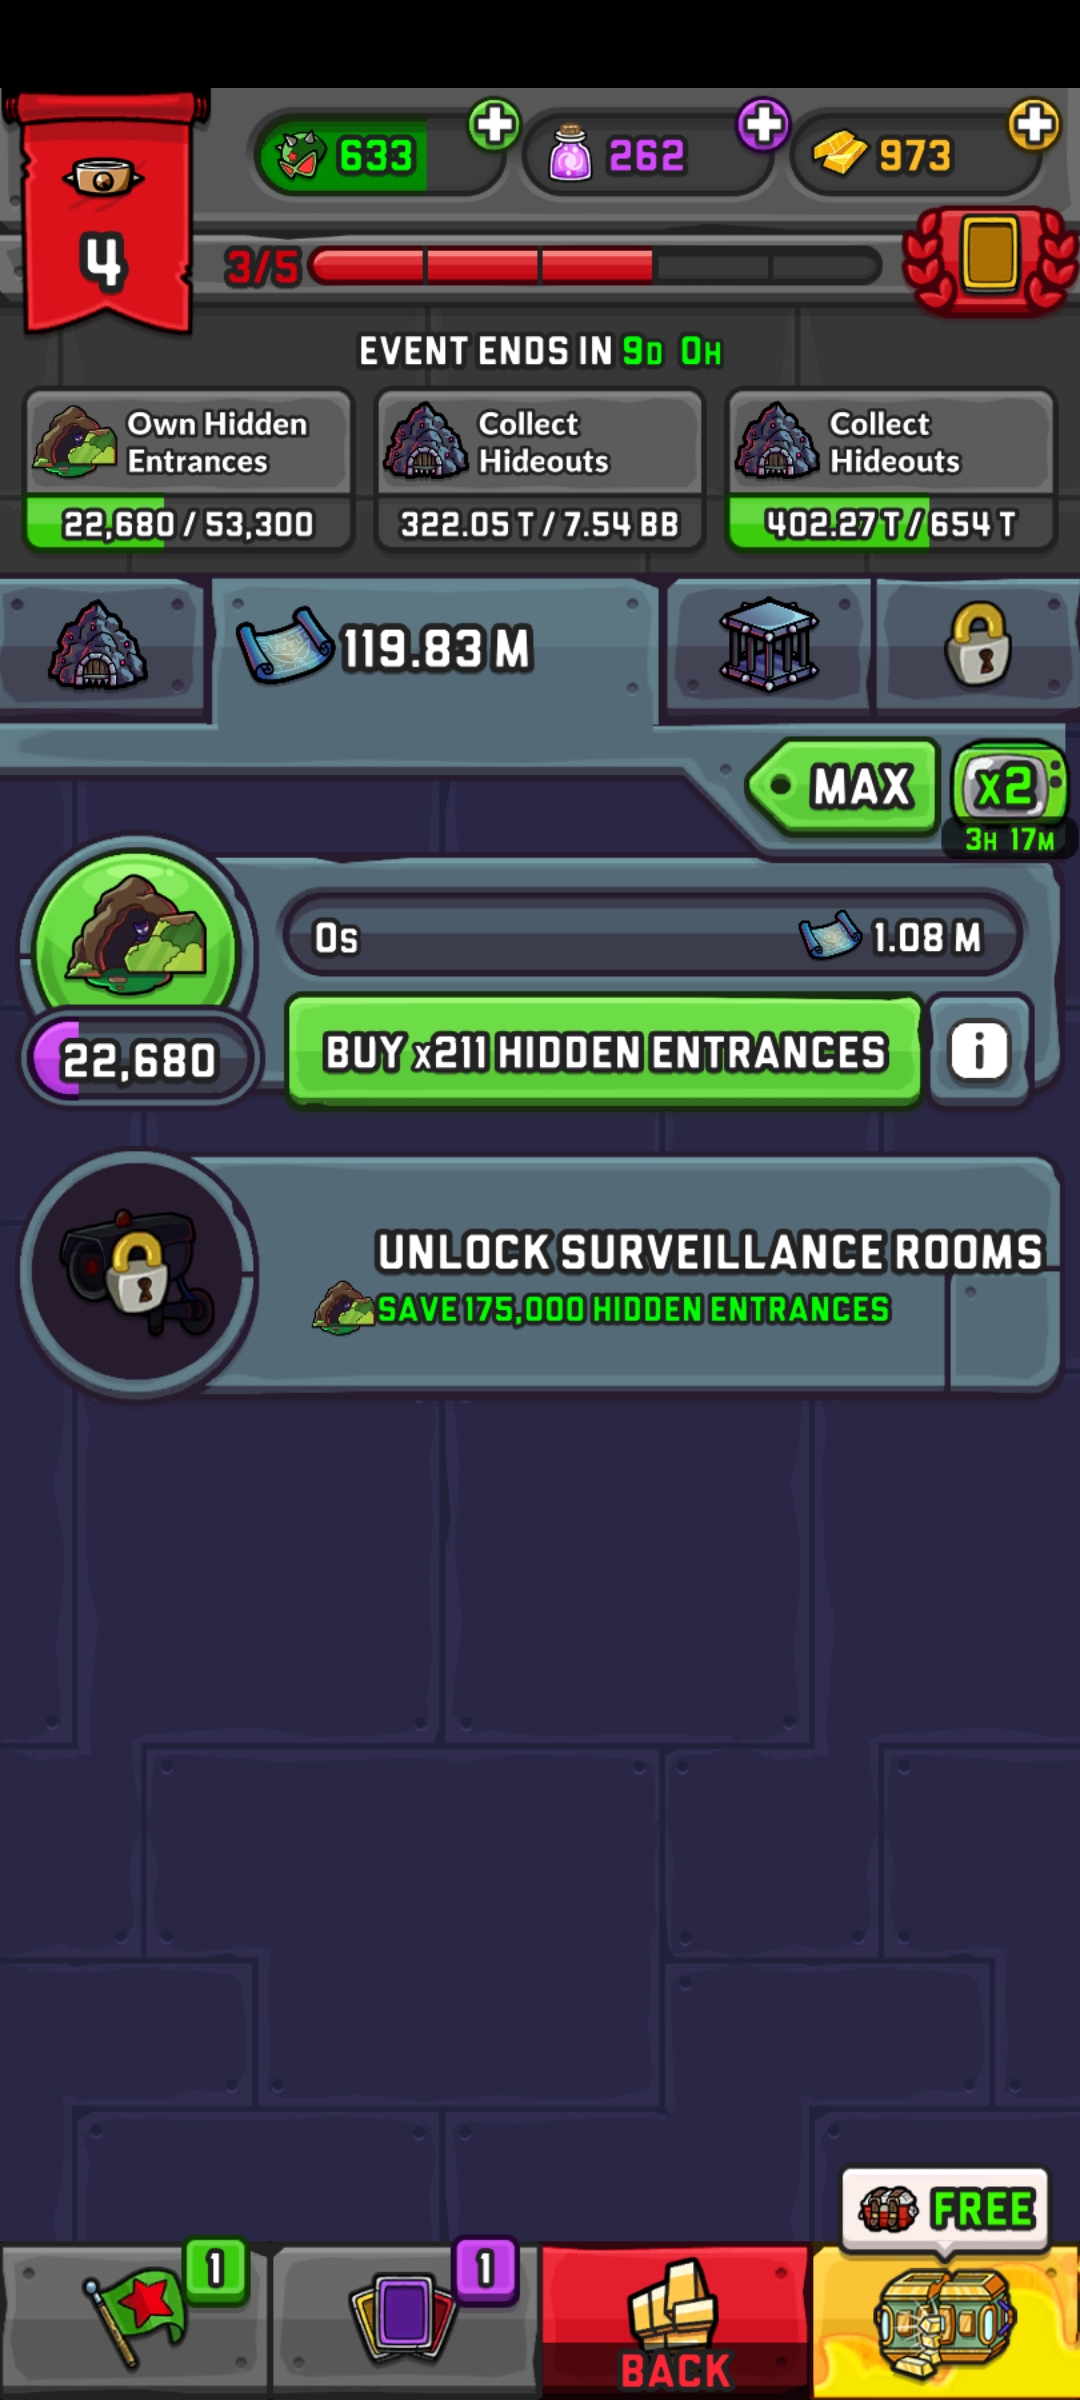 633
262
973
4
3/5
EVENT ENDS IN 9D 0H
Own Hidden
Entrances
22,680 / 53,300
Collect
Hideouts
322.05 T / 7.54 BB
Collect
Hideouts
402.27 T / 654 T
119.83 M
MAX
x2
3H 17M
0s
1.08 M
22,680
BUY x211 HIDDEN ENTRANCES
i
UNLOCK SURVEILLANCE ROOMS
SAVE 175,000 HIDDEN ENTRANCES
FREE
1
1
BACK